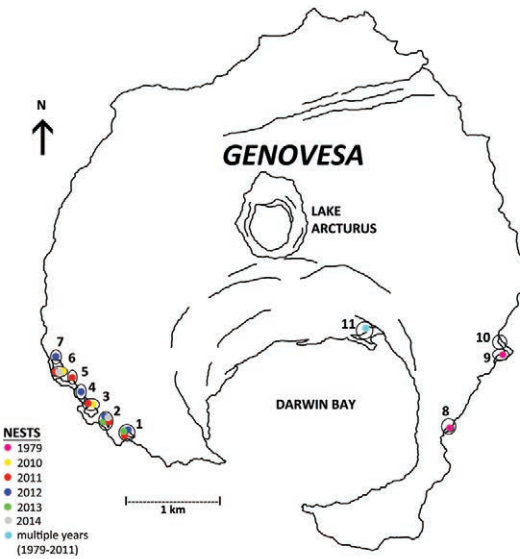 N
GENOVESA
LAKE
ARCTURUS
11
10
9
7
6
5
4
3
2
1
8
DARWIN BAY
NESTS
1979
2010
2011
2012
2013
2014
multiple years
(1979-2011)
1 km